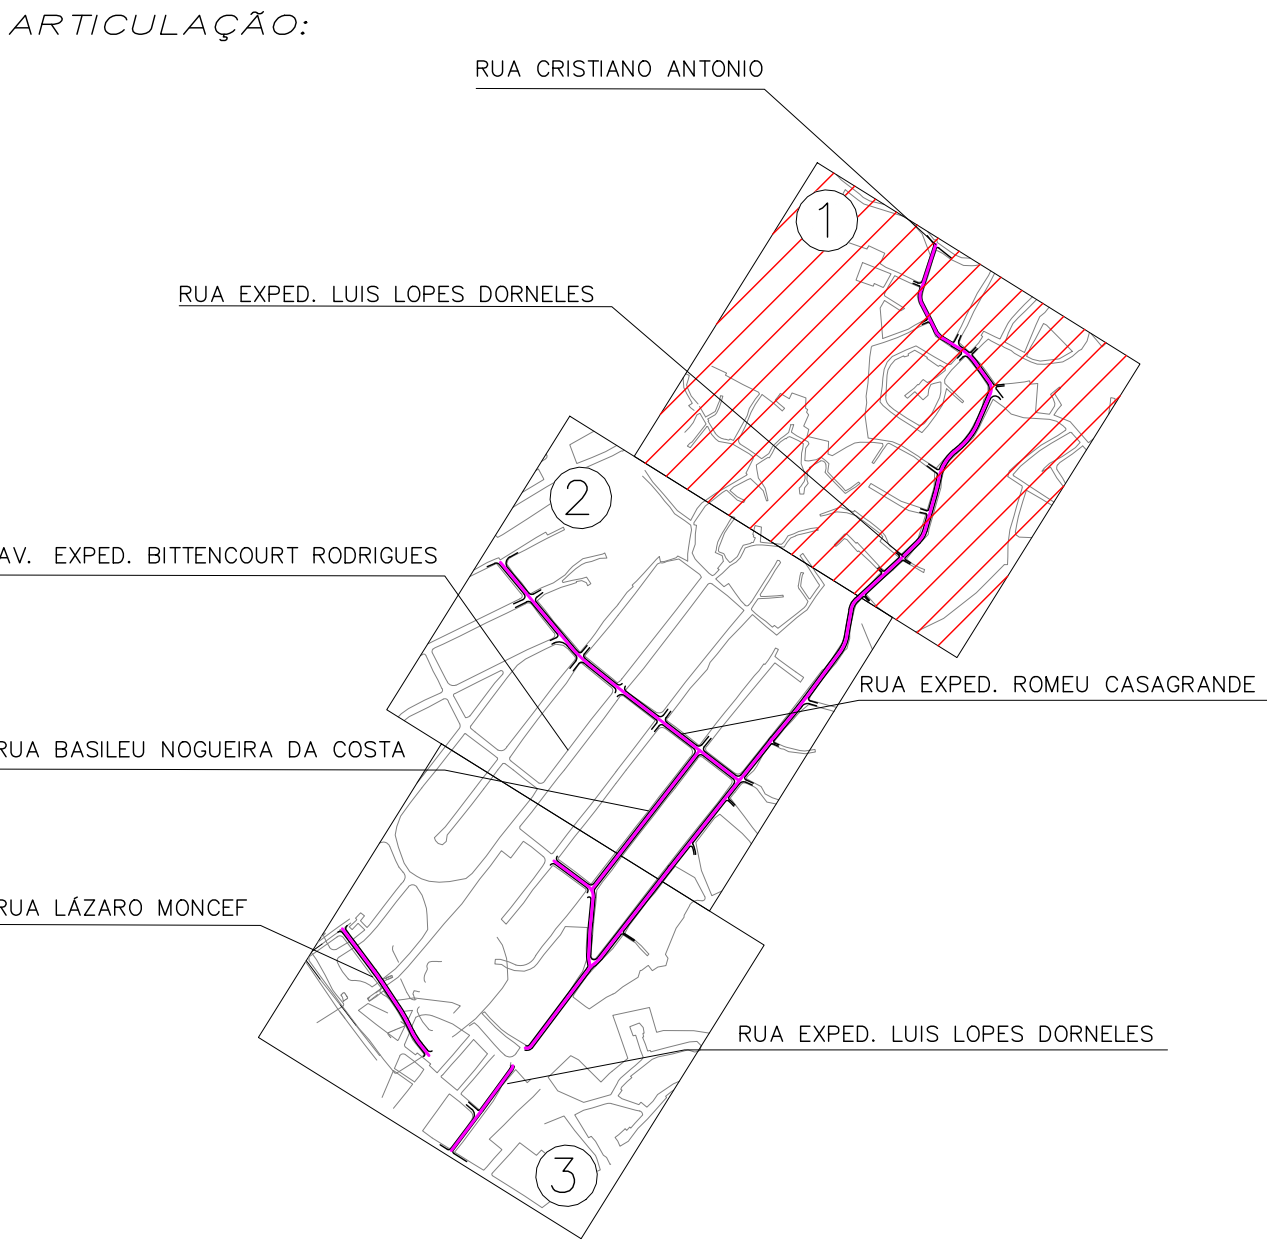 ARTICULAÇÃO:
RUA CRISTIANO ANTONIO
1
RUA EXPED. LUIS LOPES DORNELES
2
AV. EXPED. BITTENCOURT RODRIGUES
RUA EXPED. ROMEU CASAGRANDE
RUA BASILEU NOGUEIRA DA COSTA
RUA LÁZARO MONCEF
RUA EXPED. LUIS LOPES DORNELES
3